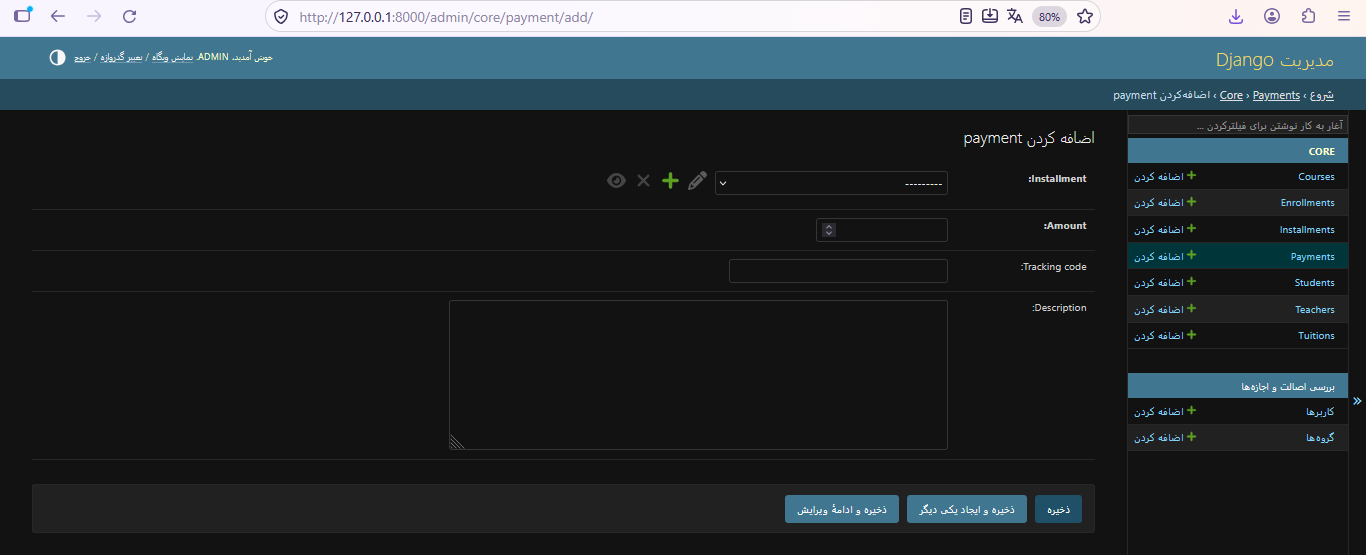 http://127.0.0.1:8000/admin/core/payment/add/
80%
مدیریت Django
خوش آمدید، ADMIN. نمایش وبگاه / تغییر گذرواژه / خروج
شروع › Core › Payments › اضافه‌کردن payment
آغار به کار نوشتن برای فیلترکردن ...
CORE
Courses اضافه کردن
Enrollments اضافه کردن
Installments اضافه کردن
Payments اضافه کردن
Students اضافه کردن
Teachers اضافه کردن
Tuitions اضافه کردن
بررسی اصالت و اجازه‌ها
کاربرها اضافه کردن
گروه‌ها اضافه کردن
»
اضافه کردن payment
Installment:
---------
Amount:
Tracking code:
Description:
ذخیره
ذخیره و ایجاد یکی دیگر
ذخیره و ادامهٔ ویرایش